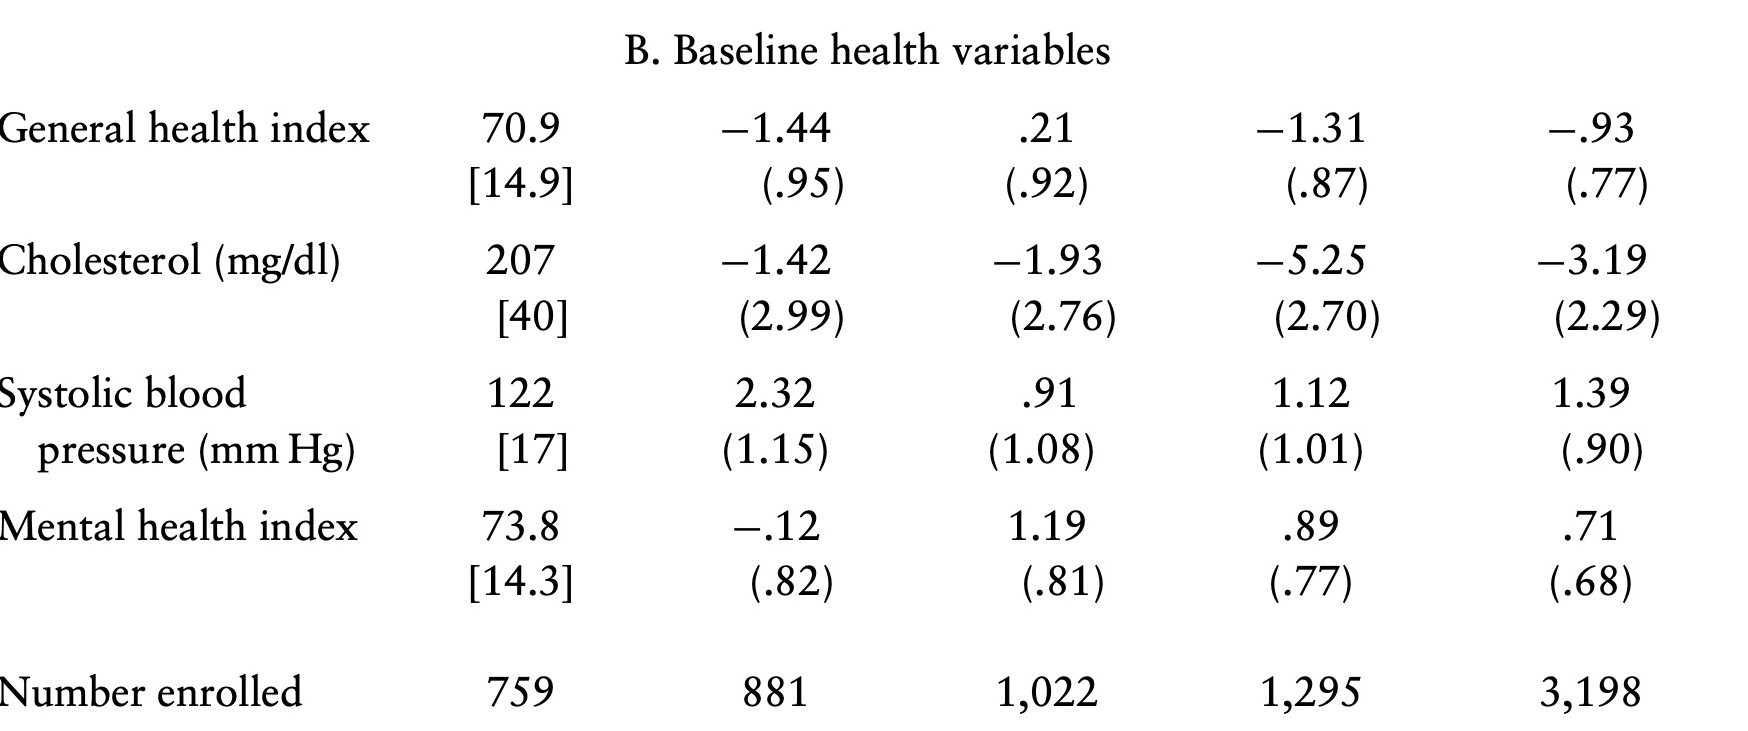 B. Baseline health variables
General health index 70.9 −1.44 .21 −1.31 −.93
[14.9] (.95) (.92) (.87) (.77)
Cholesterol (mg/dl) 207 −1.42 −1.93 −5.25 −3.19
[40] (2.99) (2.76) (2.70) (2.29)
Systolic blood 122 2.32 .91 1.12 1.39
pressure (mm Hg) [17] (1.15) (1.08) (1.01) (.90)
Mental health index 73.8 −.12 1.19 .89 .71
[14.3] (.82) (.81) (.77) (.68)
Number enrolled 759 881 1,022 1,295 3,198